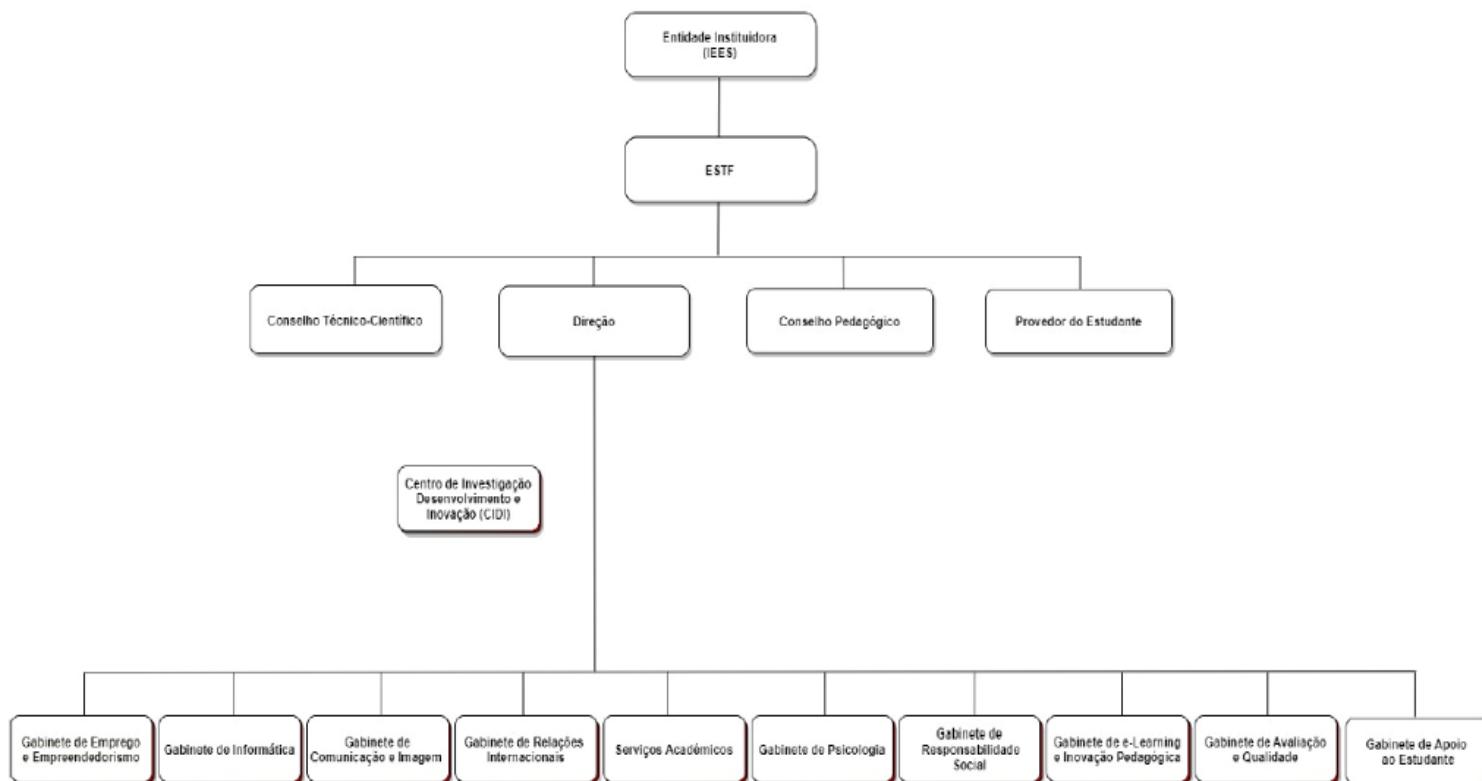 Entidade Instituidora
(IEES)
ESTF
Conselho Técnico-Científico
Direção
Conselho Pedagógico
Provedor do Estudante
Centro de Investigação
Desenvolvimento e
Inovação (CIDI)
Gabinete de Emprego
e Empreendedorismo
Gabinete de Informática
Gabinete de
Comunicação e Imagem
Gabinete de Relações
Internacionais
Serviços Académicos
Gabinete de Psicologia
Gabinete de
Responsabilidade
Social
Gabinete de e-Learning
e Inovação Pedagógica
Gabinete de Avaliação
e Qualidade
Gabinete de Apoio
ao Estudante